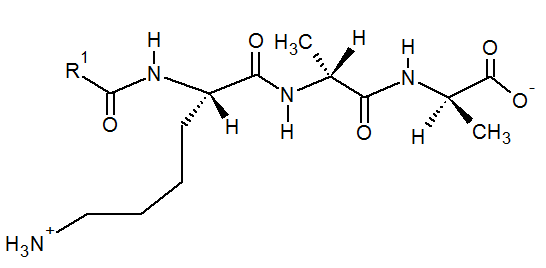 H O H₃C H H O
R¹ N N N O⁻
O H H O H CH₃
H₃N⁺